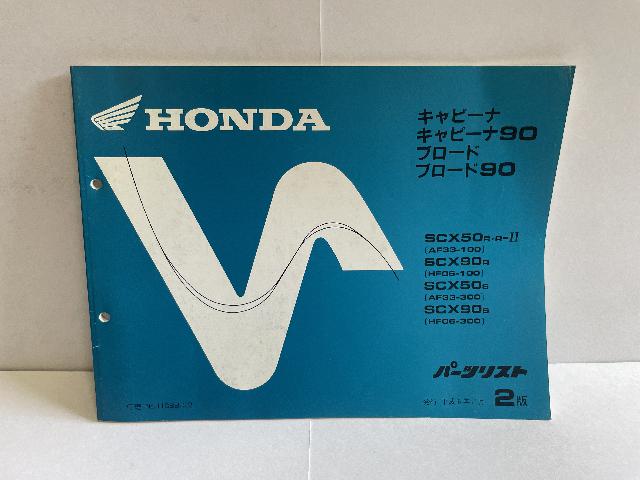 HONDA
キャビーナ
キャビーナ90
ブロード
ブロード90
SCX50R・R-II
(AF33-100)
SCX90R
(HF06-100)
SCX50S
(AF33-300)
SCX90S
(HF06-300)
パーツリスト
2版